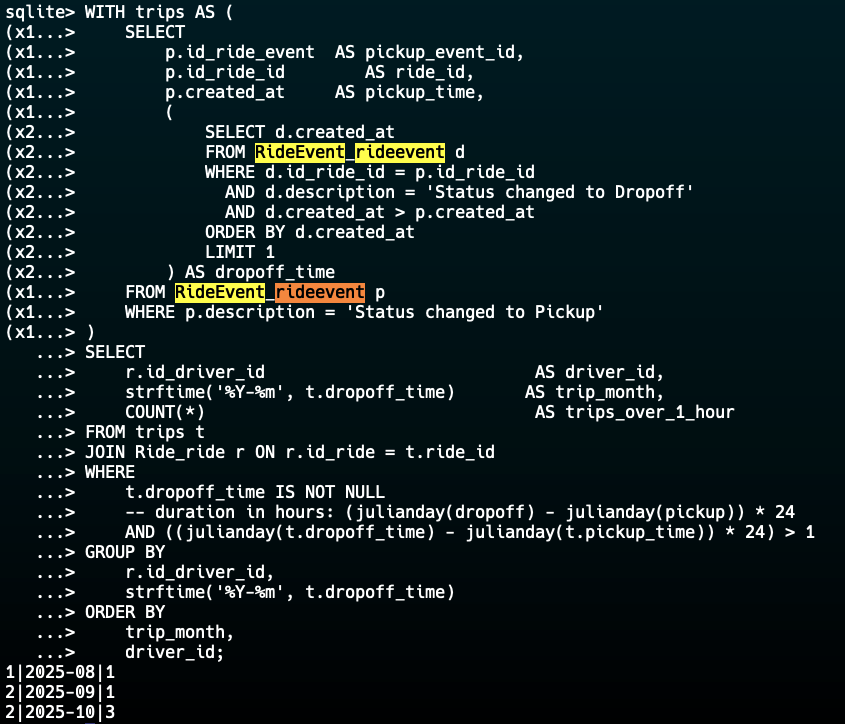 sqlite> WITH trips AS (
(x1...>     SELECT
(x1...>         p.id_ride_event  AS pickup_event_id,
(x1...>         p.id_ride_id        AS ride_id,
(x1...>         p.created_at     AS pickup_time,
(x1...>         (
(x2...>             SELECT d.created_at
(x2...>             FROM RideEvent_rideevent d
(x2...>             WHERE d.id_ride_id = p.id_ride_id
(x2...>               AND d.description = 'Status changed to Dropoff'
(x2...>               AND d.created_at > p.created_at
(x2...>             ORDER BY d.created_at
(x2...>             LIMIT 1
(x2...>         ) AS dropoff_time
(x1...>     FROM RideEvent_rideevent p
(x1...>     WHERE p.description = 'Status changed to Pickup'
(x1...> )
   ...> SELECT
   ...>     r.id_driver_id                           AS driver_id,
   ...>     strftime('%Y-%m', t.dropoff_time)       AS trip_month,
   ...>     COUNT(*)                                 AS trips_over_1_hour
   ...> FROM trips t
   ...> JOIN Ride_ride r ON r.id_ride = t.ride_id
   ...> WHERE
   ...>     t.dropoff_time IS NOT NULL
   ...>     -- duration in hours: (julianday(dropoff) - julianday(pickup)) * 24
   ...>     AND ((julianday(t.dropoff_time) - julianday(t.pickup_time)) * 24) > 1
   ...> GROUP BY
   ...>     r.id_driver_id,
   ...>     strftime('%Y-%m', t.dropoff_time)
   ...> ORDER BY
   ...>     trip_month,
   ...>     driver_id;
1|2025-08|1
2|2025-09|1
2|2025-10|3